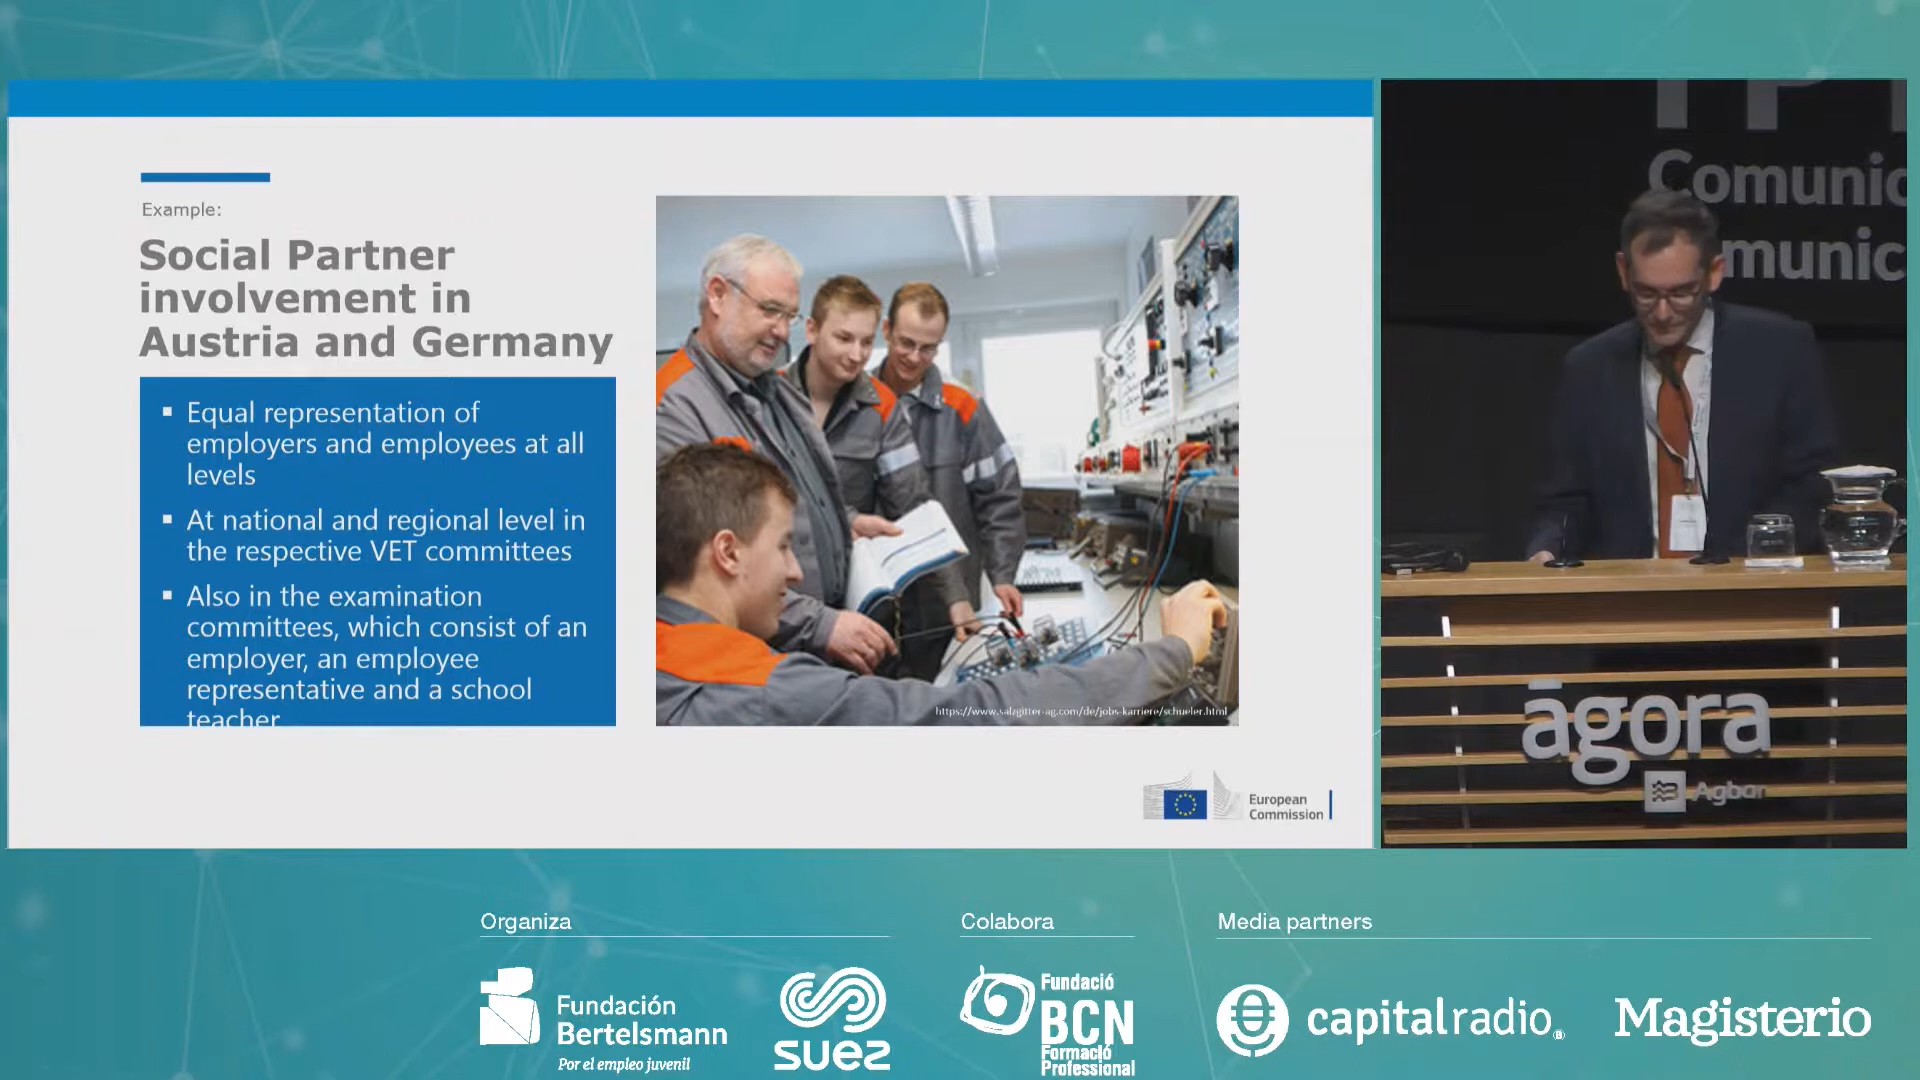 Example:
Social Partner
involvement in
Austria and Germany
▪ Equal representation of
employers and employees at all
levels
▪ At national and regional level in
the respective VET committees
▪ Also in the examination
committees, which consist of an
employer, an employee
representative and a school
teacher
https://www.salzgitter-ag.com/de/jobs-karriere/schueler.html
European
Commission
Comunic
munic
āgora
Agbar
Organiza
Fundación
Bertelsmann
Por el empleo juvenil
suez
Colabora
Fundació
BCN
Formació
Professional
Media partners
capitalradio
Magisterio